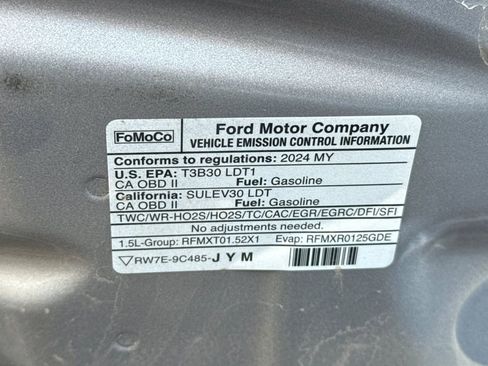 FoMoCo
Ford Motor Company
VEHICLE EMISSION CONTROL INFORMATION
Conforms to regulations: 2024 MY
U.S. EPA: T3B30 LDT1
CA OBD II Fuel: Gasoline
California: SULEV30 LDT
CA OBD II Fuel: Gasoline
TWC/WR-HO2S/HO2S/TC/CAC/EGR/EGRC/DFI/SFI
No adjustments needed.
1.5L-Group: RFMXT01.52X1 Evap: RFMXR0125GDE
▽RW7E-9C485-JYM